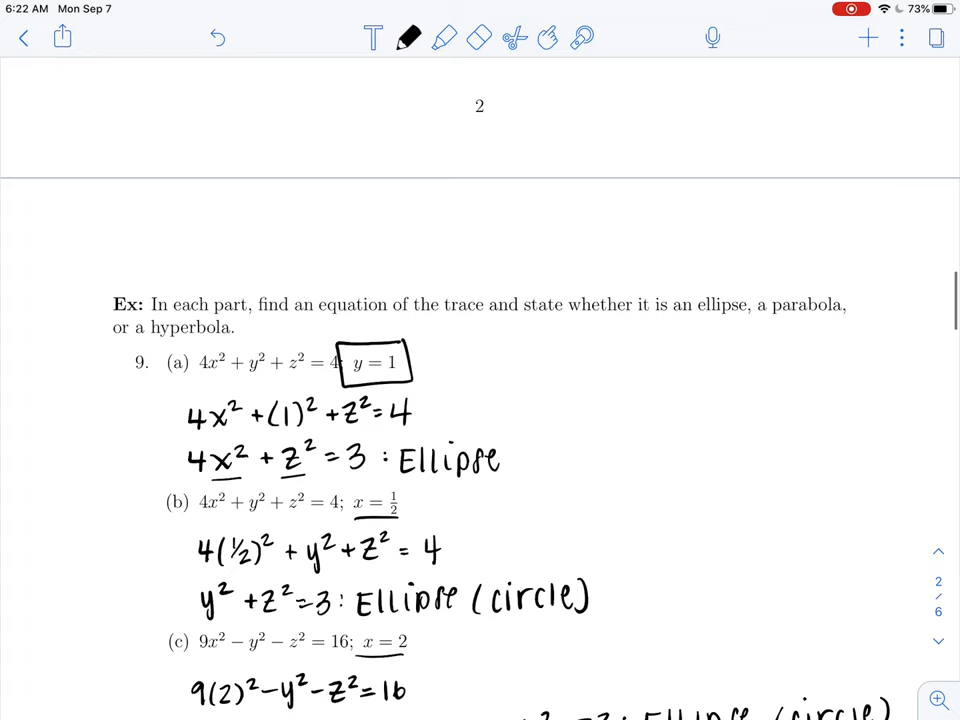 6:22 AM Mon Sep 7
73%
2
Ex: In each part, find an equation of the trace and state whether it is an ellipse, a parabola,
or a hyperbola.
9. (a) 4x² + y² + z² = 4; y = 1
4x² + (1)² + z² = 4
4x² + z² = 3 : Ellipse
(b) 4x² + y² + z² = 4; x = 1/2
4(1/2)² + y² + z² = 4
y² + z² = 3 : Ellipse (circle)
(c) 9x² − y² − z² = 16; x = 2
9(2)² − y² − z² = 16
Ellipse (circle)
2
/
6